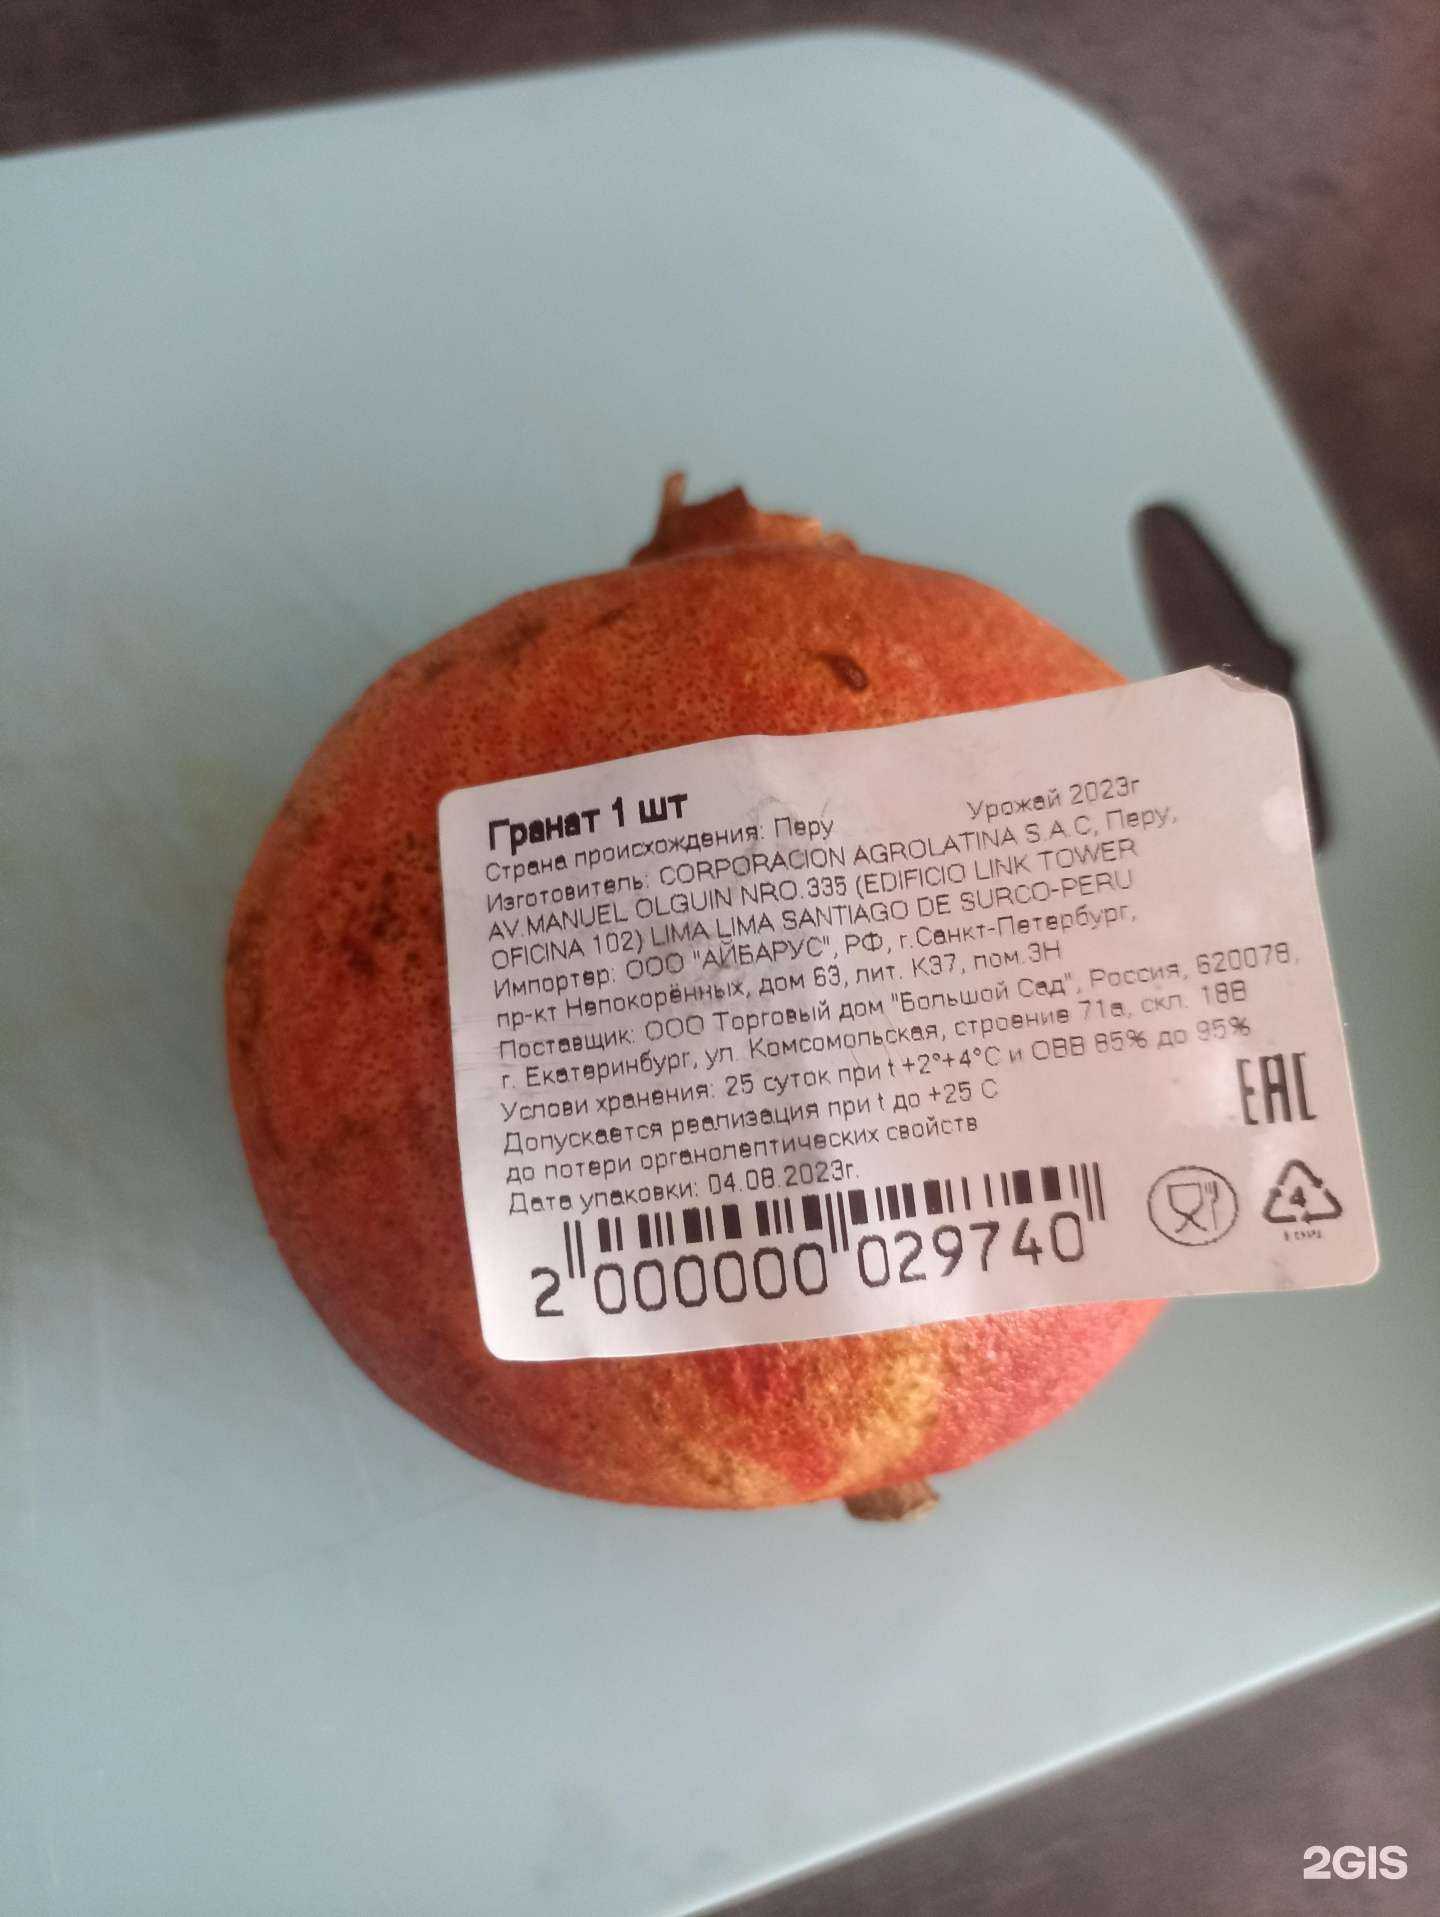 Гранат 1 шт
Страна происхождения: Перу Урожай 2023г
Изготовитель: CORPORACION AGROLATINA S.A.C, Перу,
AV.MANUEL OLGUIN NRO.335 (EDIFICIO LINK TOWER
OFICINA 102) LIMA LIMA SANTIAGO DE SURCO-PERU
Импортер: ООО "АЙБАРУС", РФ, г.Санкт-Петербург,
пр-кт Непокорённых, дом 63, лит. К37, пом.3Н
Поставщик: ООО Торговый дом "Большой Сад", Россия, 620078,
г. Екатеринбург, ул. Комсомольская, строение 71а, скл. 18В
Услови хранения: 25 суток при t +2°+4°С и ОВВ 85% до 95%
Допускается реализация при t до +25 С
до потери органолептических свойств
Дата упаковки: 04.08.2023г.
EAC
2 000000 029740
4
2GIS